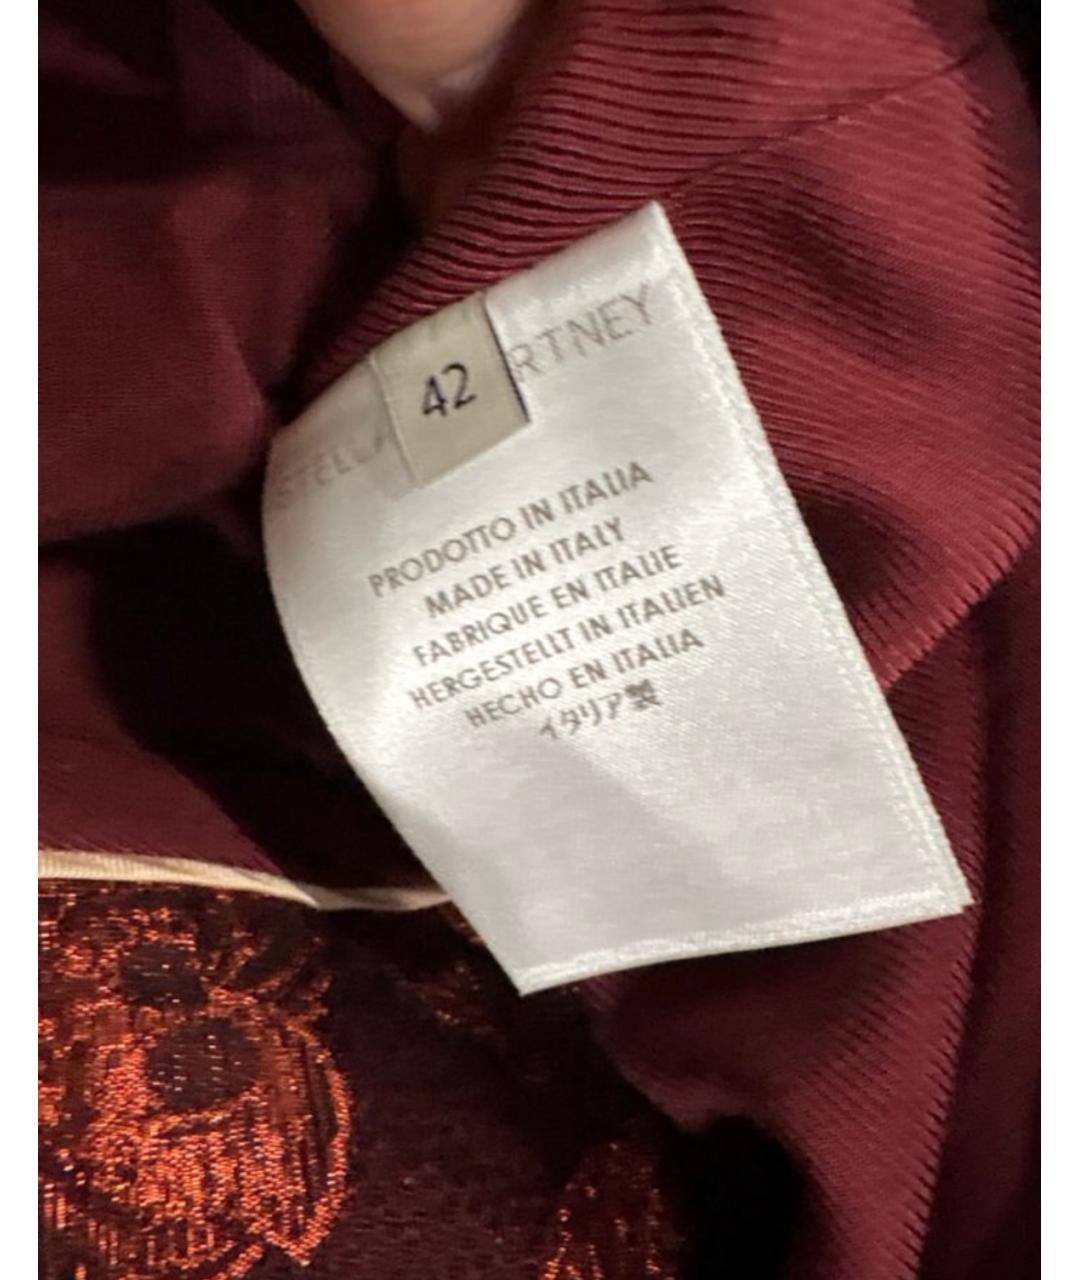 STELLA RTNEY
42
PRODOTTO IN ITALIA
MADE IN ITALY
FABRIQUE EN ITALIE
HERGESTELLT IN ITALIEN
HECHO EN ITALIA
イタリア製